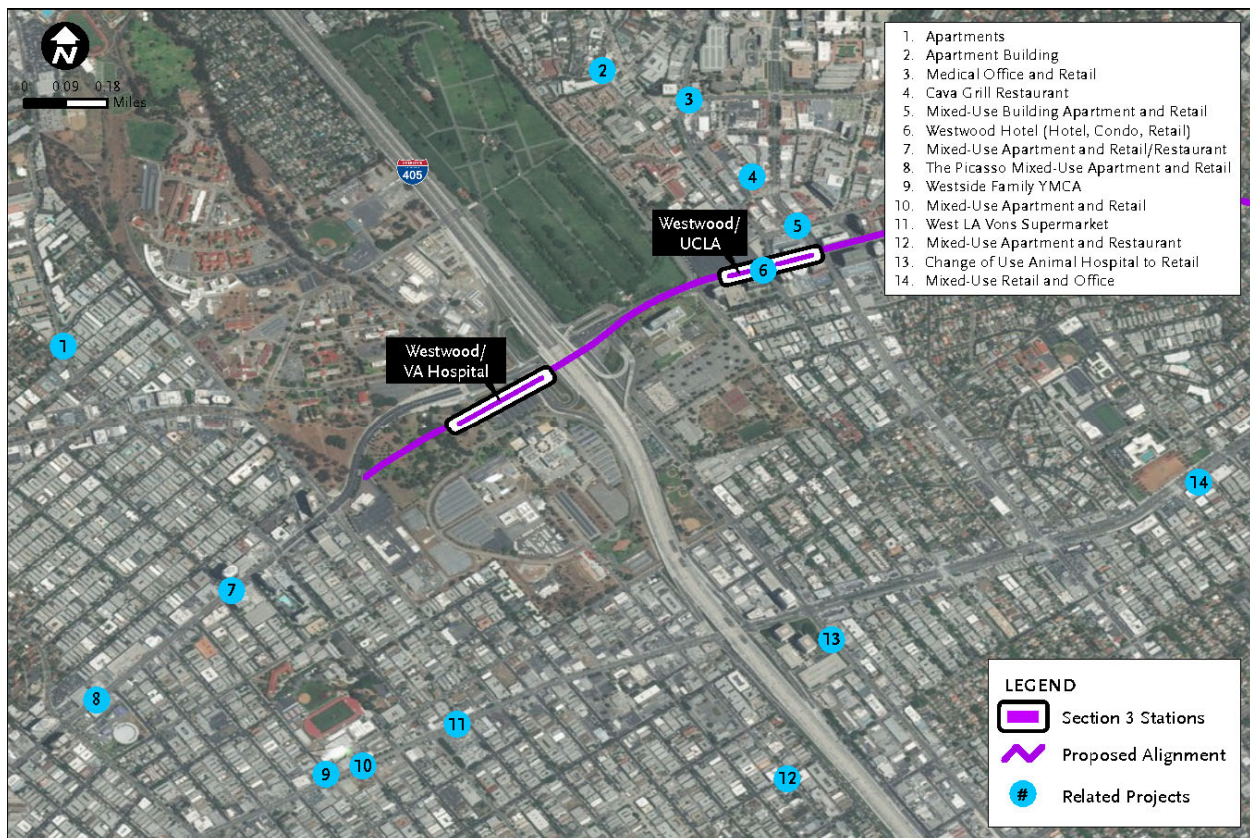 N
0 0.09 0.18
Miles
1. Apartments
2. Apartment Building
3. Medical Office and Retail
4. Cava Grill Restaurant
5. Mixed-Use Building Apartment and Retail
6. Westwood Hotel (Hotel, Condo, Retail)
7. Mixed-Use Apartment and Retail/Restaurant
8. The Picasso Mixed-Use Apartment and Retail
9. Westside Family YMCA
10. Mixed-Use Apartment and Retail
11. West LA Vons Supermarket
12. Mixed-Use Apartment and Restaurant
13. Change of Use Animal Hospital to Retail
14. Mixed-Use Retail and Office
2
3
405
4
Westwood/
UCLA
5
6
1
Westwood/
VA Hospital
14
7
13
8
11
9
10
12
LEGEND
Section 3 Stations
Proposed Alignment
# Related Projects